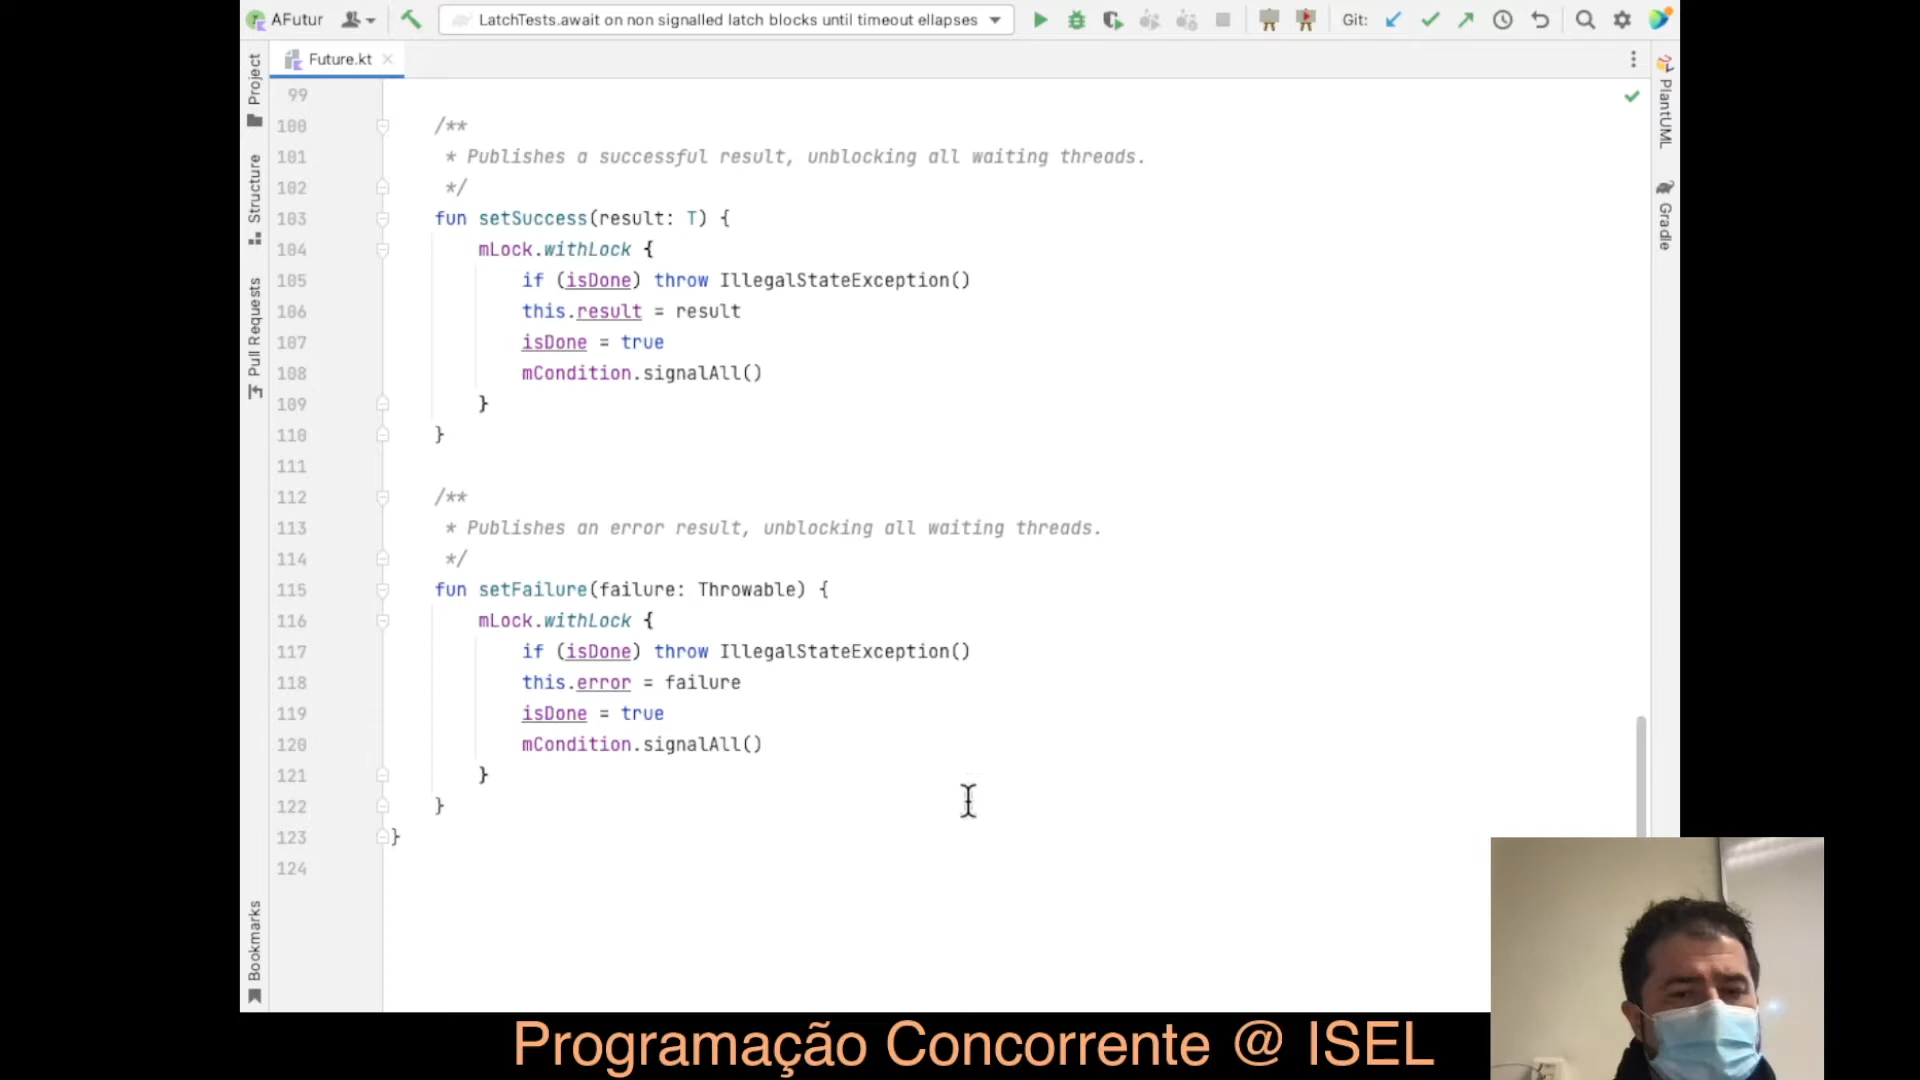 AFutur
LatchTests.await on non signalled latch blocks until timeout ellapses
Git:
Future.kt
Project
Structure
Pull Requests
Bookmarks
PlantUML
Gradle
99
100 /**
101 * Publishes a successful result, unblocking all waiting threads.
102 */
103 fun setSuccess(result: T) {
104 mLock.withLock {
105 if (isDone) throw IllegalStateException()
106 this.result = result
107 isDone = true
108 mCondition.signalAll()
109 }
110 }
111
112 /**
113 * Publishes an error result, unblocking all waiting threads.
114 */
115 fun setFailure(failure: Throwable) {
116 mLock.withLock {
117 if (isDone) throw IllegalStateException()
118 this.error = failure
119 isDone = true
120 mCondition.signalAll()
121 }
122 }
123 }
124
Programação Concorrente @ ISEL